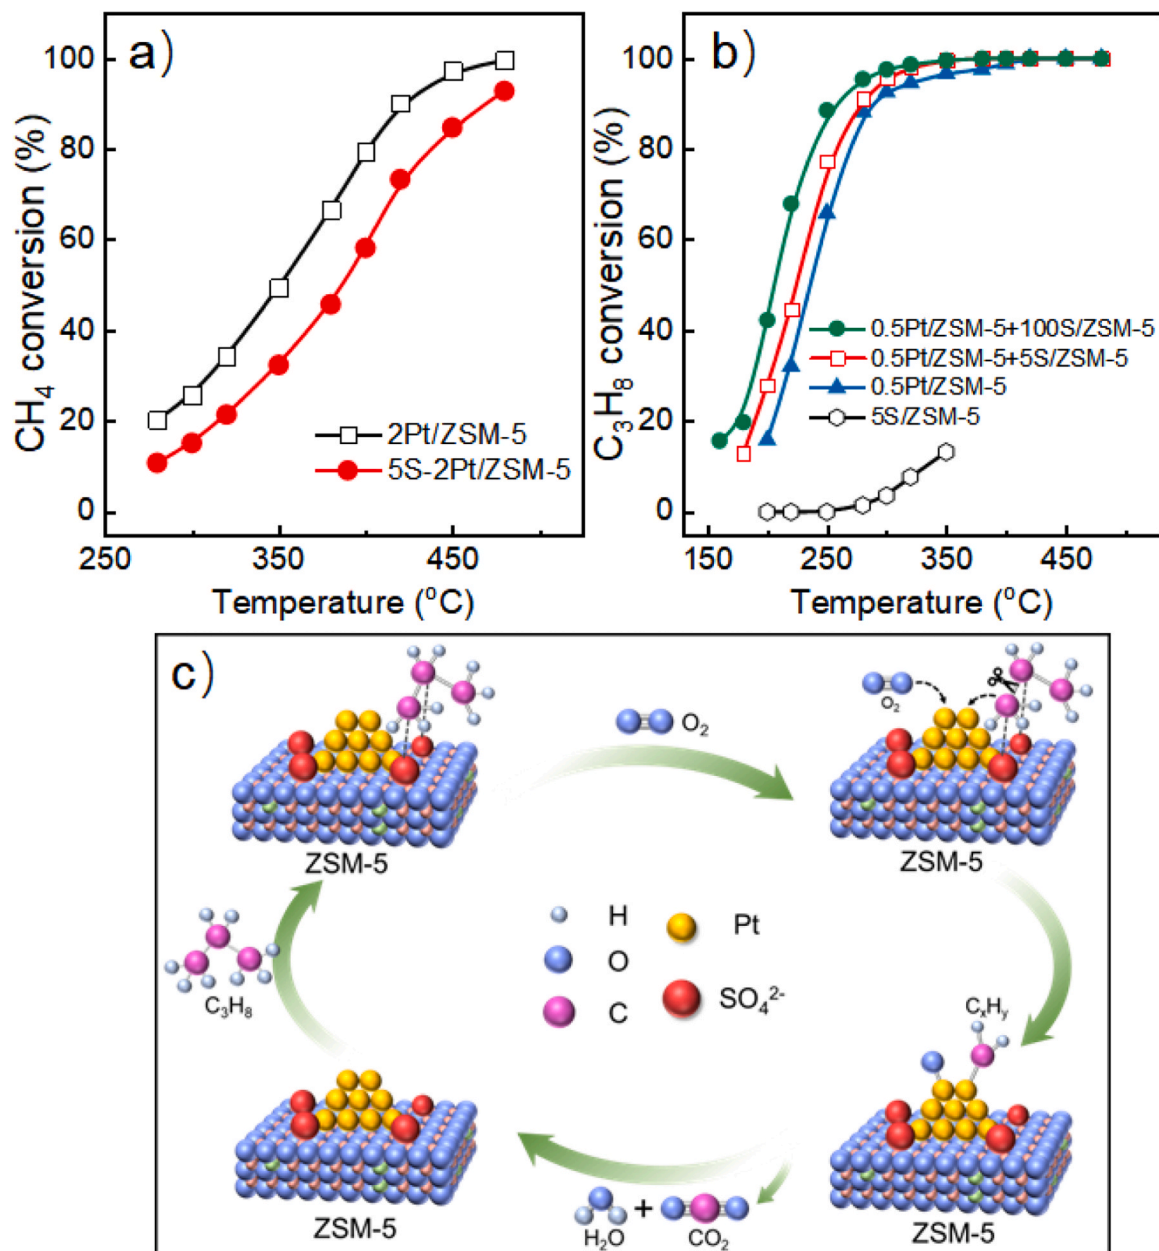 a)
CH₄ conversion (%)
100
80
60
40
20
0
2Pt/ZSM-5
5S-2Pt/ZSM-5
250
350
450
Temperature (°C)
b)
C₃H₈ conversion (%)
100
80
60
40
20
0
0.5Pt/ZSM-5+100S/ZSM-5
0.5Pt/ZSM-5+5S/ZSM-5
0.5Pt/ZSM-5
5S/ZSM-5
150
250
350
450
Temperature (°C)
c)
O₂
O₂
ZSM-5
ZSM-5
H
Pt
O
SO₄²⁻
C
C₃H₈
CₓHᵧ
ZSM-5
ZSM-5
H₂O
+
CO₂